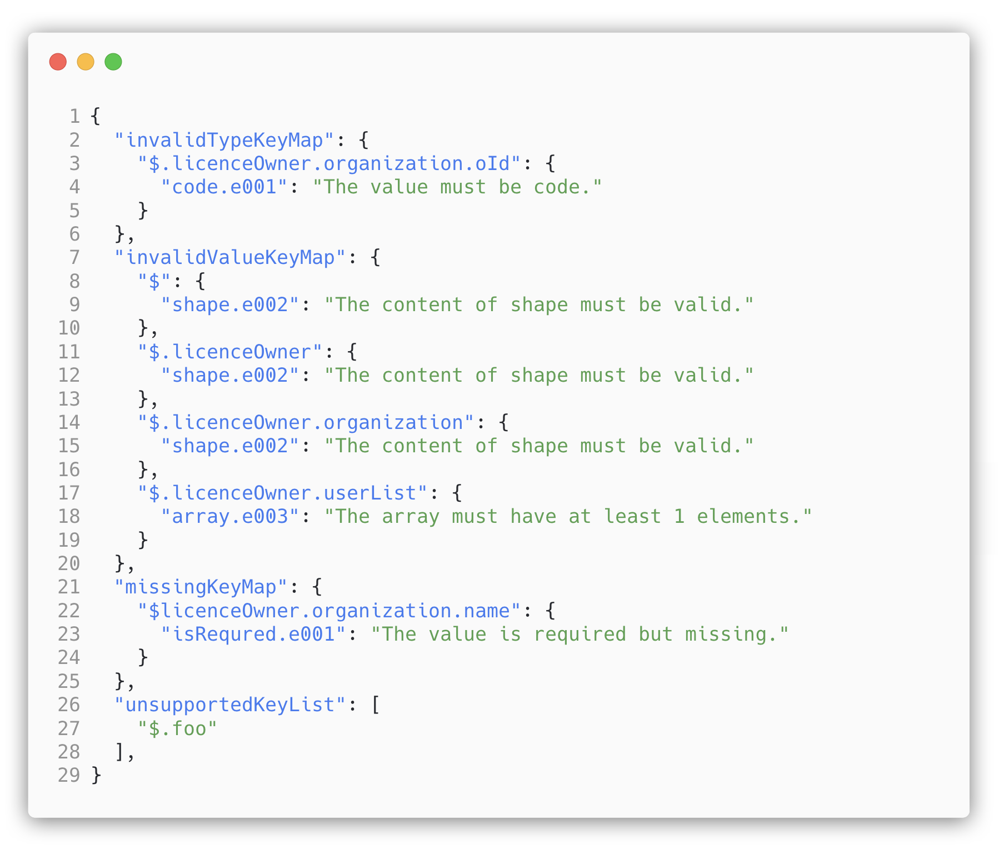 1 {
2   "invalidTypeKeyMap": {
3     "$.licenceOwner.organization.oId": {
4       "code.e001": "The value must be code."
5     }
6   },
7   "invalidValueKeyMap": {
8     "$": {
9       "shape.e002": "The content of shape must be valid."
10     },
11     "$.licenceOwner": {
12       "shape.e002": "The content of shape must be valid."
13     },
14     "$.licenceOwner.organization": {
15       "shape.e002": "The content of shape must be valid."
16     },
17     "$.licenceOwner.userList": {
18       "array.e003": "The array must have at least 1 elements."
19     }
20   },
21   "missingKeyMap": {
22     "$licenceOwner.organization.name": {
23       "isRequred.e001": "The value is required but missing."
24     }
25   },
26   "unsupportedKeyList": [
27     "$.foo"
28   ],
29 }